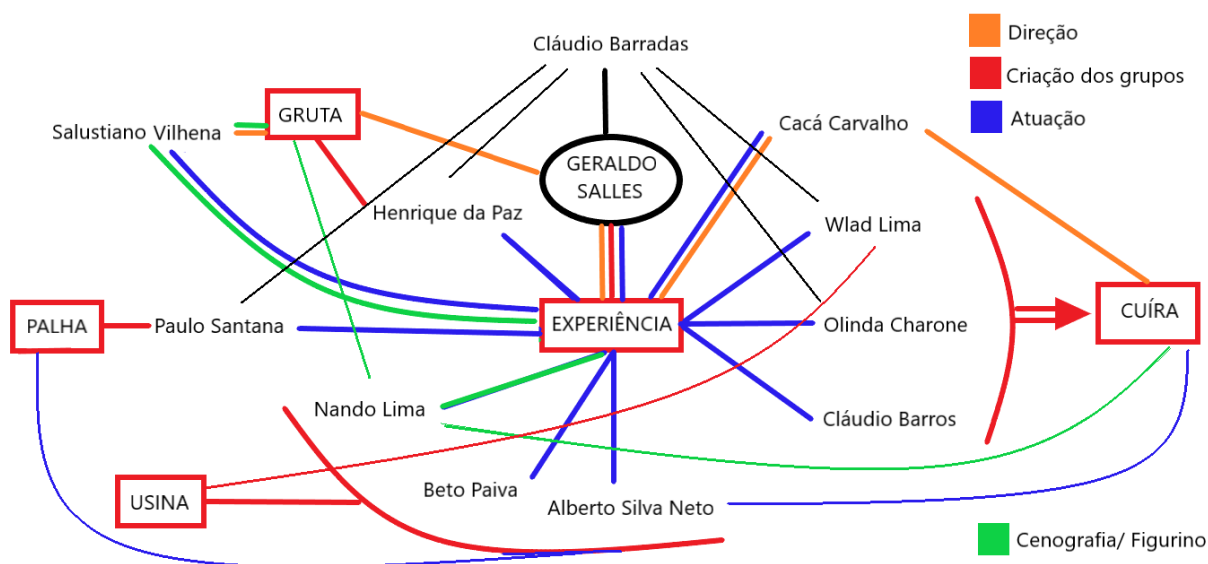 Cláudio Barradas
Direção
Criação dos grupos
Atuação
GRUTA
Salustiano Vilhena
Cacá Carvalho
GERALDO
SALLES
Henrique da Paz
Wlad Lima
PALHA
Paulo Santana
EXPERIÊNCIA
Olinda Charone
CUÍRA
Nando Lima
Cláudio Barros
USINA
Beto Paiva
Alberto Silva Neto
Cenografia/ Figurino